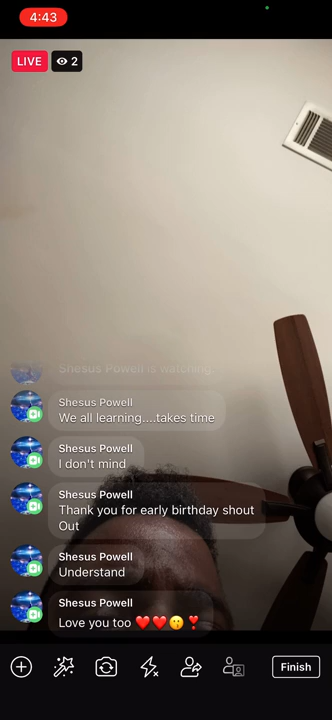 4:43
LIVE 2
Shesus Powell is watching.
Shesus Powell
We all learning....takes time
Shesus Powell
I don't mind
Shesus Powell
Thank you for early birthday shout
Out
Shesus Powell
Understand
Shesus Powell
Love you too ❤️❤️😗❣️
Finish